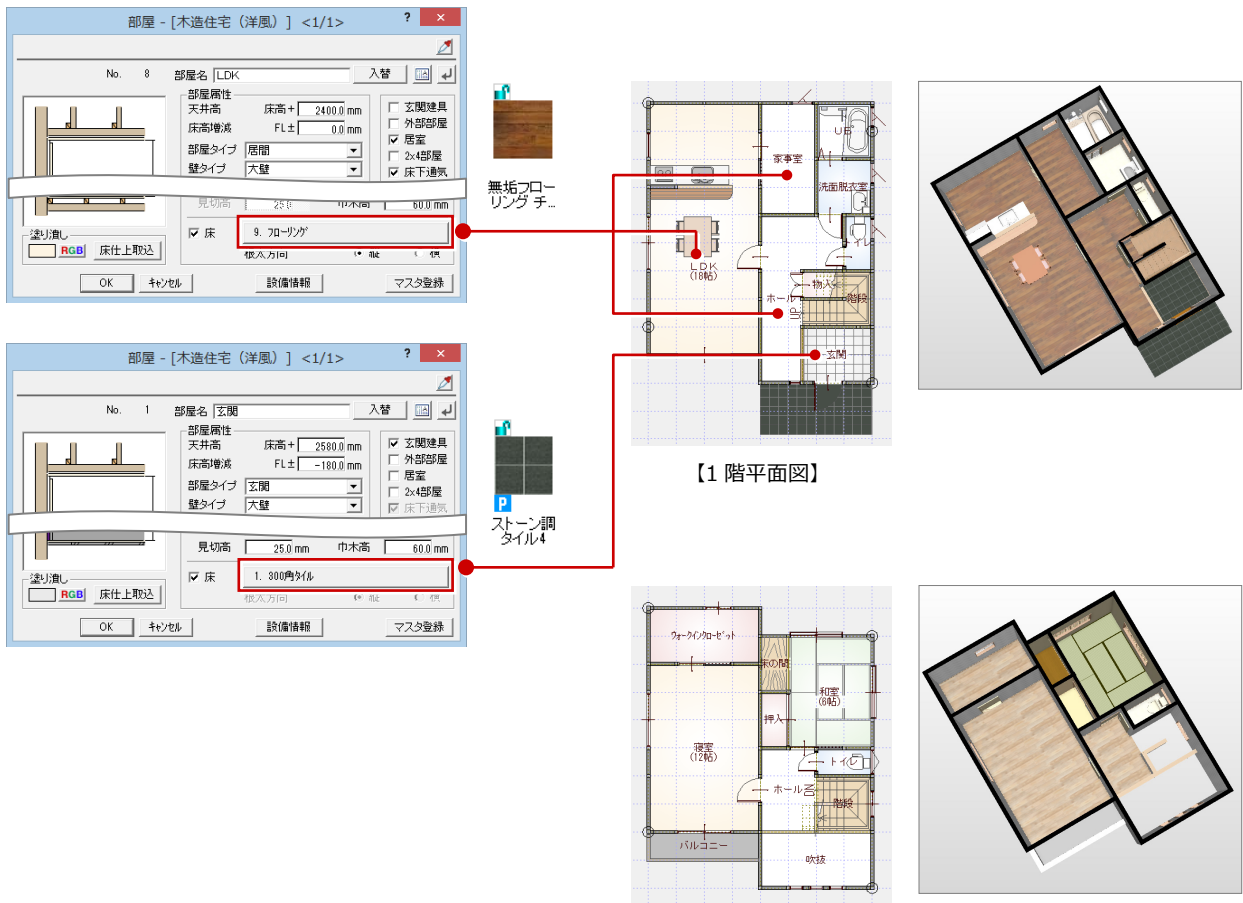 部屋 - [木造住宅（洋風）] <1/1>
? ×
No. 8 部屋名 LDK 入替
部屋属性
天井高 床高+ 2400.0 mm
床高増減 FL± 0.0 mm
部屋タイプ 居間
壁タイプ 大壁
玄関建具
外部部屋
居室
2x4部屋
床下通気
見切高 25.0 巾木高 60.0 mm
塗り潰し
RGB 床仕上取込
床 9. フローリング
根太方向 縦 横
OK キャンセル 設備情報 マスタ登録
無垢フロー
リング チ...
部屋 - [木造住宅（洋風）] <1/1>
? ×
No. 1 部屋名 玄関 入替
部屋属性
天井高 床高+ 2580.0 mm
床高増減 FL± -180.0 mm
部屋タイプ 玄関
壁タイプ 大壁
玄関建具
外部部屋
居室
2x4部屋
床下通気
見切高 25.0 mm 巾木高 60.0 mm
塗り潰し
RGB 床仕上取込
床 1. 300角タイル
根太方向 縦 横
OK キャンセル 設備情報 マスタ登録
P
ストーン調
タイル4
家事室
UB
洗面脱衣室
トイレ
LDK
(18帖)
物入
ホール
階段
UP
玄関
【1 階平面図】
ウォークインクローゼット
床の間
和室
(6帖)
押入
寝室
(12帖)
トイレ
ホール
DN
階段
バルコニー
吹抜